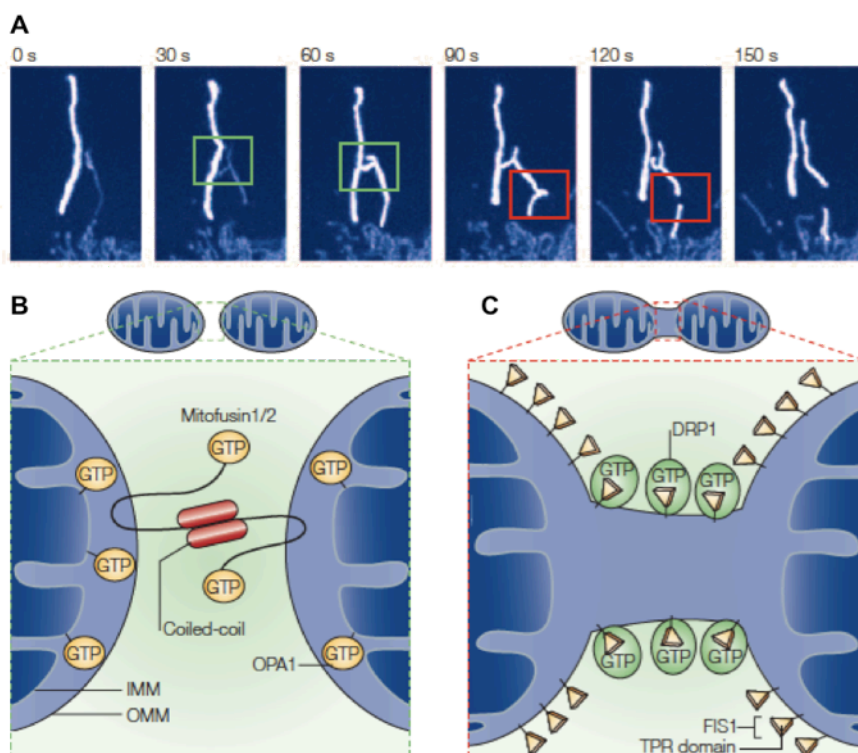 A
0 s
30 s
60 s
90 s
120 s
150 s
B
Mitofusin1/2
GTP
GTP
GTP
GTP
GTP
GTP
GTP
Coiled-coil
OPA1
IMM
OMM
C
DRP1
GTP
GTP
GTP
GTP
GTP
GTP
FIS1
TPR domain